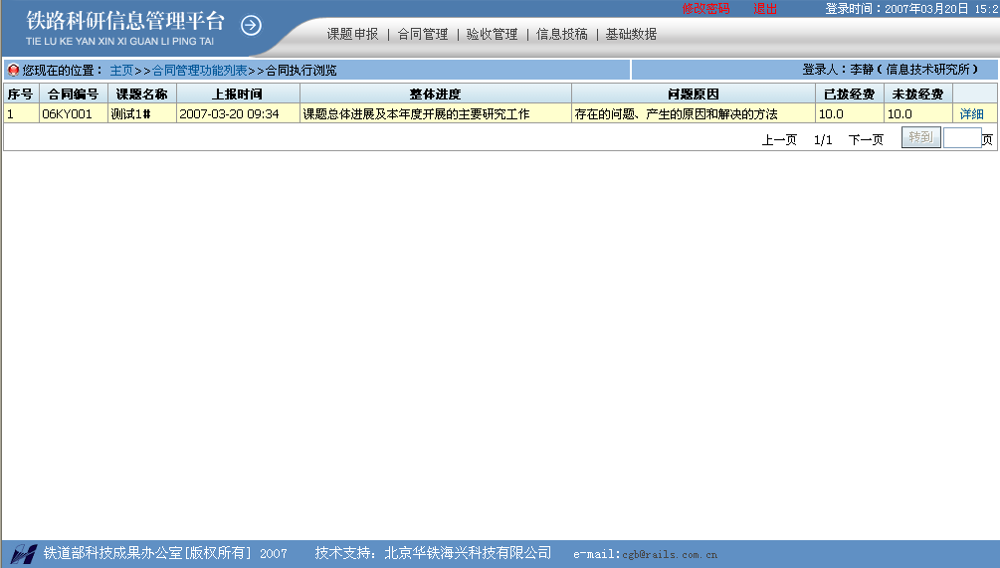 修改密码 退出 登录时间：2007年03月20日 15:2
铁路科研信息管理平台
TIE LU KE YAN XIN XI GUAN LI PING TAI
课题申报 | 合同管理 | 验收管理 | 信息投稿 | 基础数据
您现在的位置： 主页>>合同管理功能列表>>合同执行浏览 登录人：李静（信息技术研究所）
序号 合同编号 课题名称 上报时间 整体进度 问题原因 已拨经费 未拨经费
1 06KY001 测试1# 2007-03-20 09:34 课题总体进展及本年度开展的主要研究工作 存在的问题、产生的原因和解决的方法 10.0 10.0 详细
上一页 1/1 下一页 转到 页
铁道部科技成果办公室[版权所有] 2007 技术支持：北京华铁海兴科技有限公司 e-mail:cgb@rails.com.cn